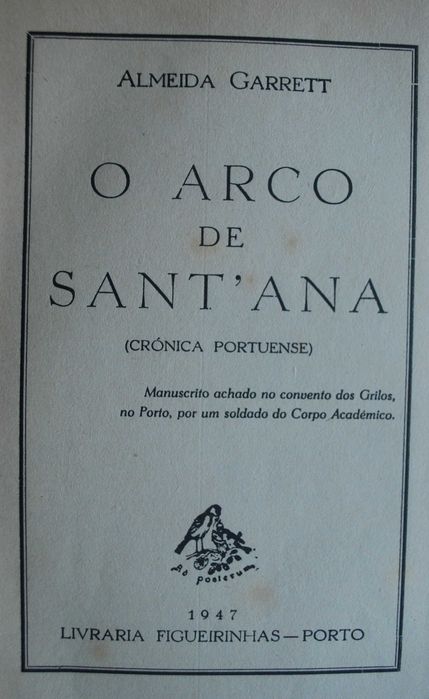 ALMEIDA GARRETT
O ARCO
DE
SANT'ANA
(CRÓNICA PORTUENSE)
Manuscrito achado no convento dos Grilos,
no Porto, por um soldado do Corpo Académico.
Ad posterum
1947
LIVRARIA FIGUEIRINHAS—PORTO